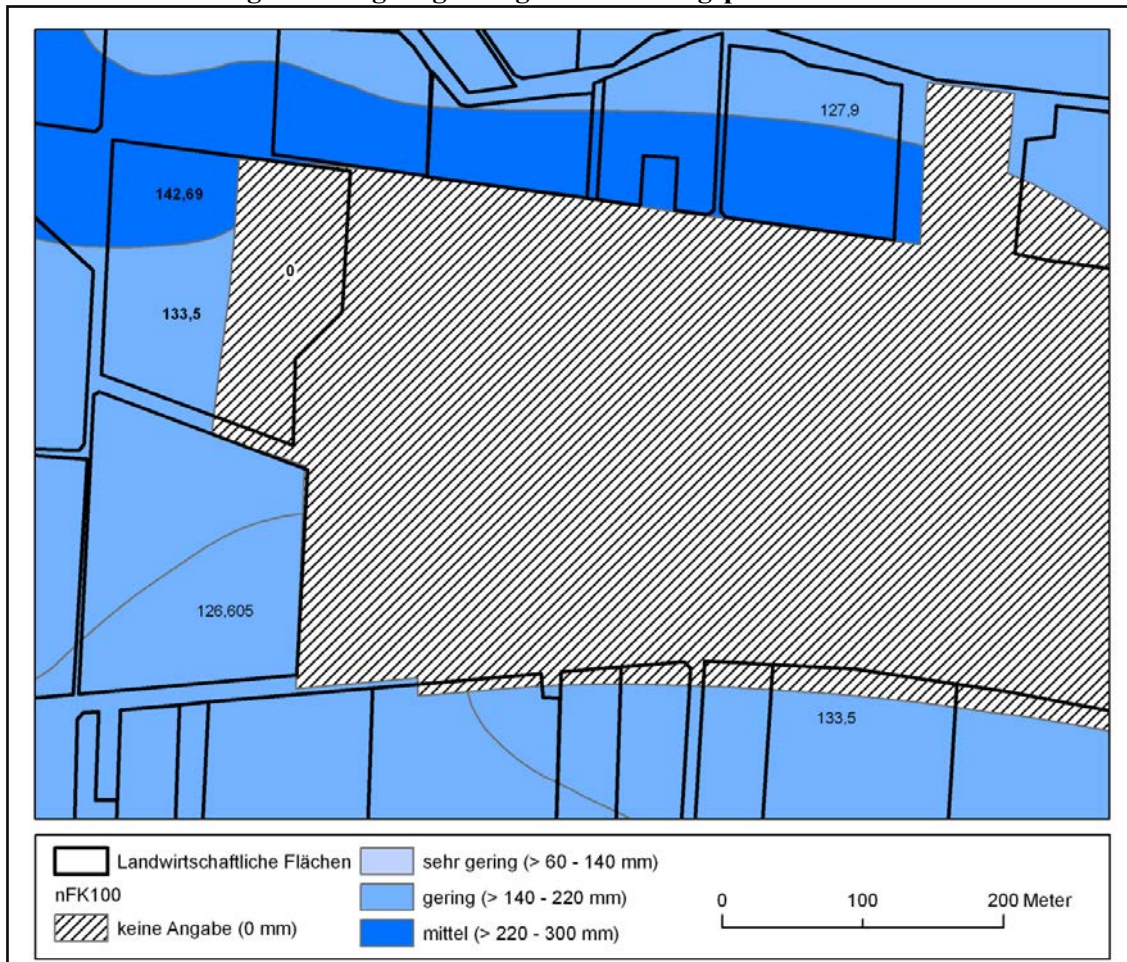 127,9
142,69
0
133,5
126,605
133,5
Landwirtschaftliche Flächen
nFK100
keine Angabe (0 mm)
sehr gering (> 60 - 140 mm)
gering (> 140 - 220 mm)
mittel (> 220 - 300 mm)
0 100 200 Meter